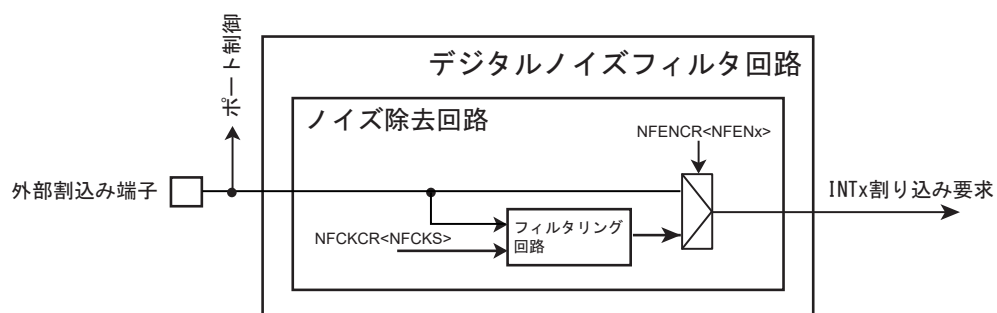 ポート制御
デジタルノイズフィルタ回路
ノイズ除去回路
NFENCR<NFENx>
外部割込み端子
INTx割り込み要求
NFCKCR<NFCKS>
フィルタリング
回路